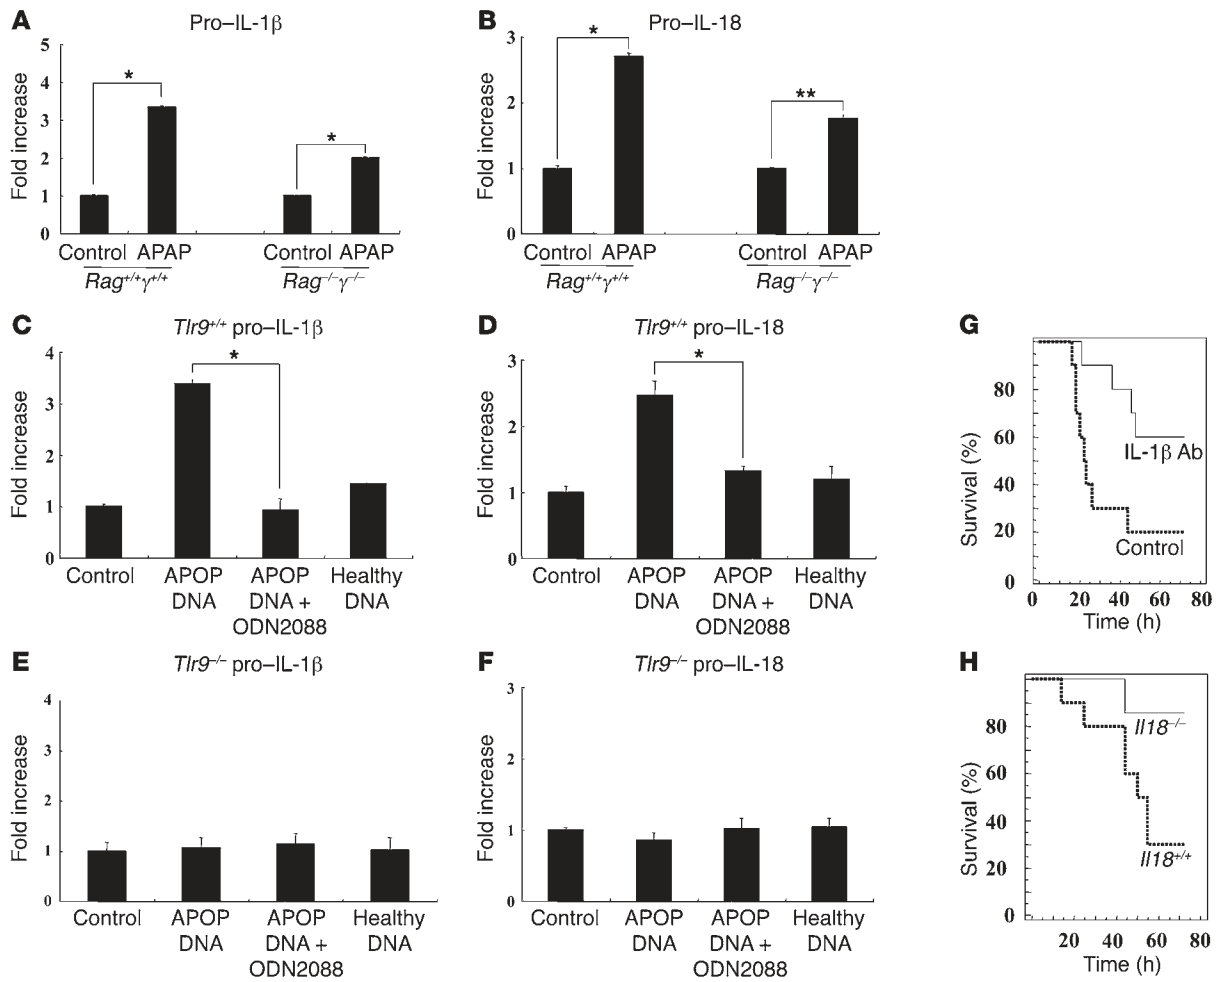 A
Pro–IL-1β
Fold increase
5
4
3
2
1
0
*
*
Control APAP
Control APAP
Rag+/+γ+/+
Rag–/–γ–/–
B
Pro–IL-18
Fold increase
3
2
1
0
*
**
Control APAP
Control APAP
Rag+/+γ+/+
Rag–/–γ–/–
C
Tlr9+/+ pro–IL-1β
Fold increase
4
3
2
1
0
*
Control
APOP
DNA
APOP
DNA +
ODN2088
Healthy
DNA
D
Tlr9+/+ pro–IL-18
Fold increase
3
2
1
0
*
Control
APOP
DNA
APOP
DNA +
ODN2088
Healthy
DNA
G
Survival (%)
80
60
40
20
0
IL-1β Ab
Control
0 20 40 60 80
Time (h)
E
Tlr9–/– pro–IL-1β
Fold increase
4
3
2
1
0
Control
APOP
DNA
APOP
DNA +
ODN2088
Healthy
DNA
F
Tlr9–/– pro–IL-18
Fold increase
3
2
1
0
Control
APOP
DNA
APOP
DNA +
ODN2088
Healthy
DNA
H
Survival (%)
80
60
40
20
0
Il18–/–
Il18+/+
20 40 60 80
Time (h)